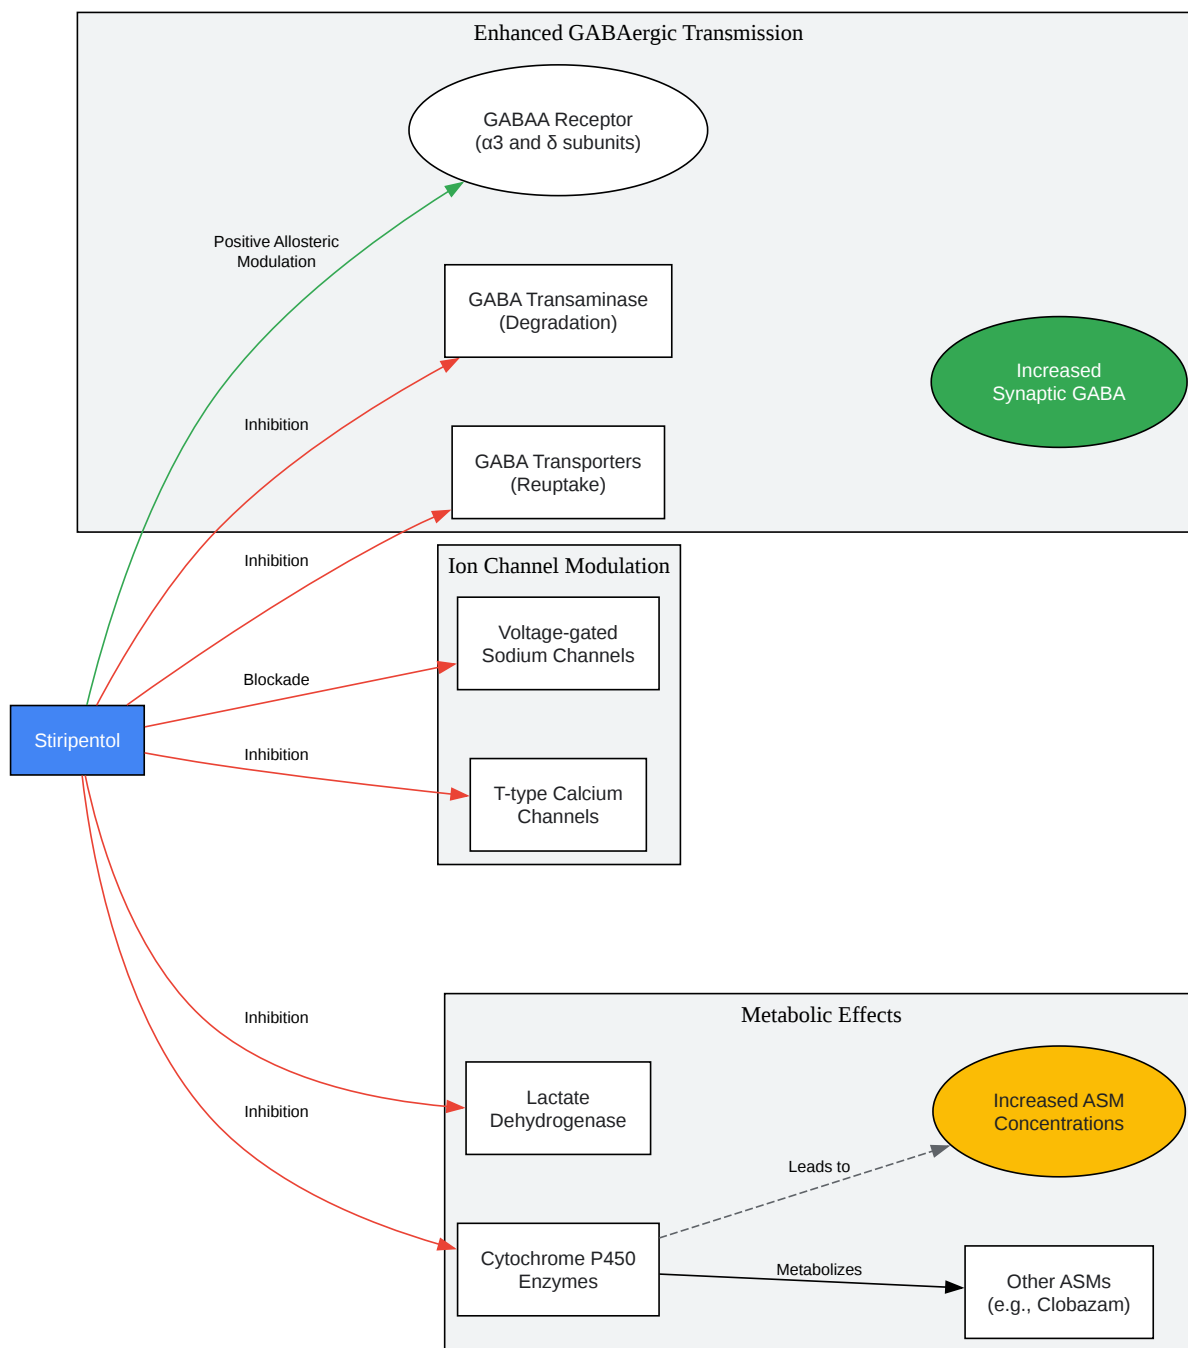 Enhanced GABAergic Transmission
GABAA Receptor
(α3 and δ subunits)
Positive Allosteric
Modulation
GABA Transaminase
(Degradation)
Increased
Synaptic GABA
Inhibition
GABA Transporters
(Reuptake)
Inhibition
Ion Channel Modulation
Voltage-gated
Sodium Channels
Blockade
Stiripentol
Inhibition
T-type Calcium
Channels
Metabolic Effects
Inhibition
Lactate
Dehydrogenase
Increased ASM
Concentrations
Inhibition
Leads to
Cytochrome P450
Enzymes
Metabolizes
Other ASMs
(e.g., Clobazam)